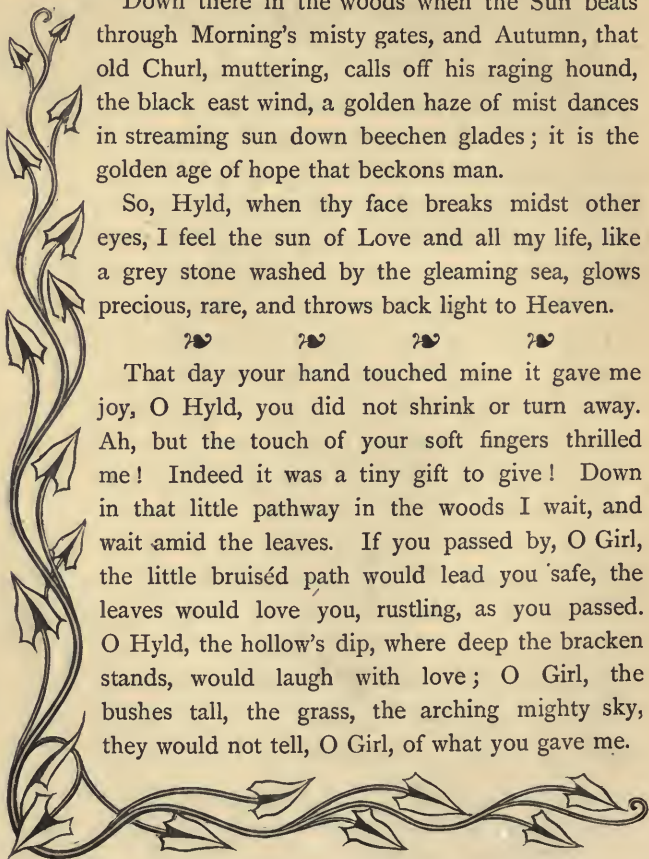 Down there in the woods when the Sun beats
through Morning's misty gates, and Autumn, that
old Churl, muttering, calls off his raging hound,
the black east wind, a golden haze of mist dances
in streaming sun down beechen glades; it is the
golden age of hope that beckons man.
So, Hyld, when thy face breaks midst other
eyes, I feel the sun of Love and all my life, like
a grey stone washed by the gleaming sea, glows
precious, rare, and throws back light to Heaven.
That day your hand touched mine it gave me
joy, O Hyld, you did not shrink or turn away.
Ah, but the touch of your soft fingers thrilled
me! Indeed it was a tiny gift to give! Down
in that little pathway in the woods I wait, and
wait amid the leaves. If you passed by, O Girl,
the little bruiséd path would lead you safe, the
leaves would love you, rustling, as you passed.
O Hyld, the hollow's dip, where deep the bracken
stands, would laugh with love; O Girl, the
bushes tall, the grass, the arching mighty sky,
they would not tell, O Girl, of what you gave me.